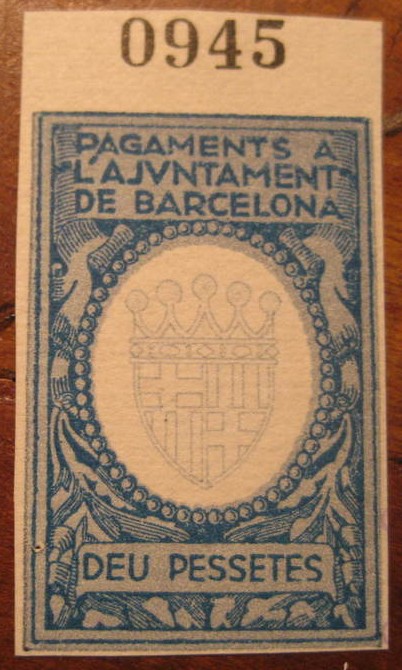 0945
PAGAMENTS A
L'AJVNTAMENT
DE BARCELONA
DEU PESSETES